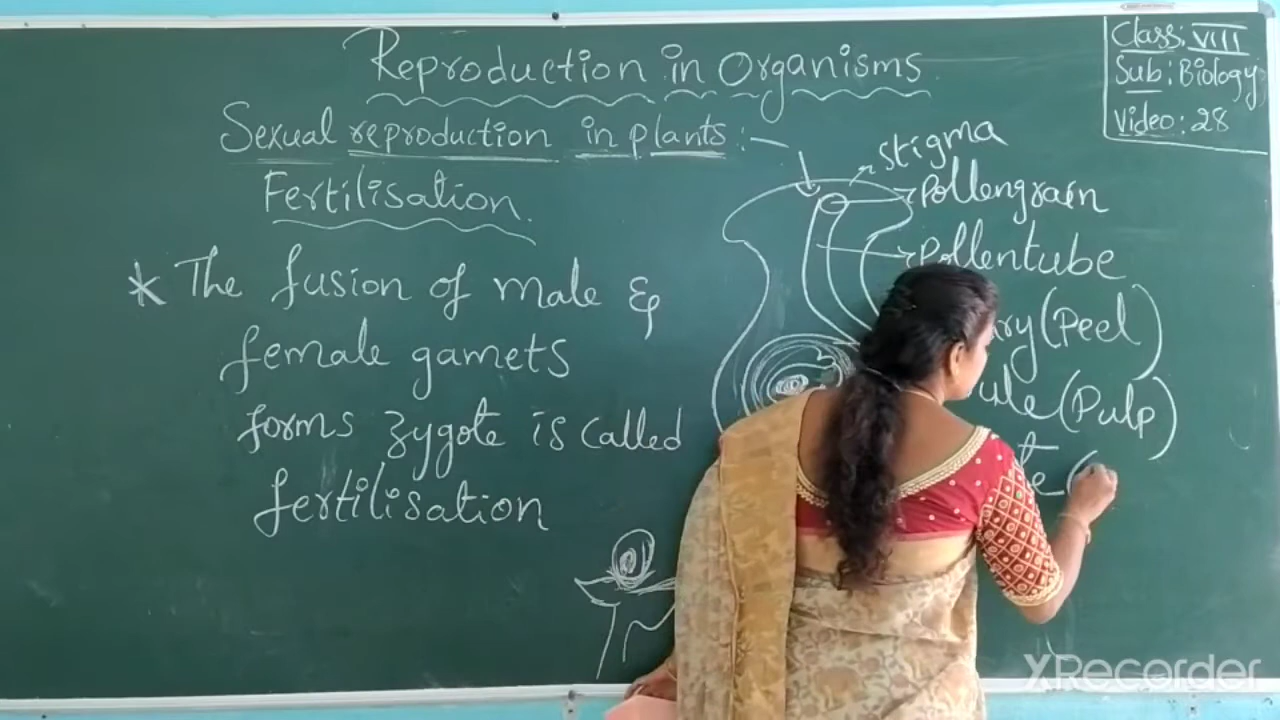 Reproduction in Organisms
Class: VIII
Sub: Biology
Video: 28
Sexual reproduction in plants:
Fertilisation.
* The fusion of male &
female gamets
forms zygote is called
fertilisation
stigma
Pollengrain
Pollentube
(Peel)
(Pulp)
XRecorder